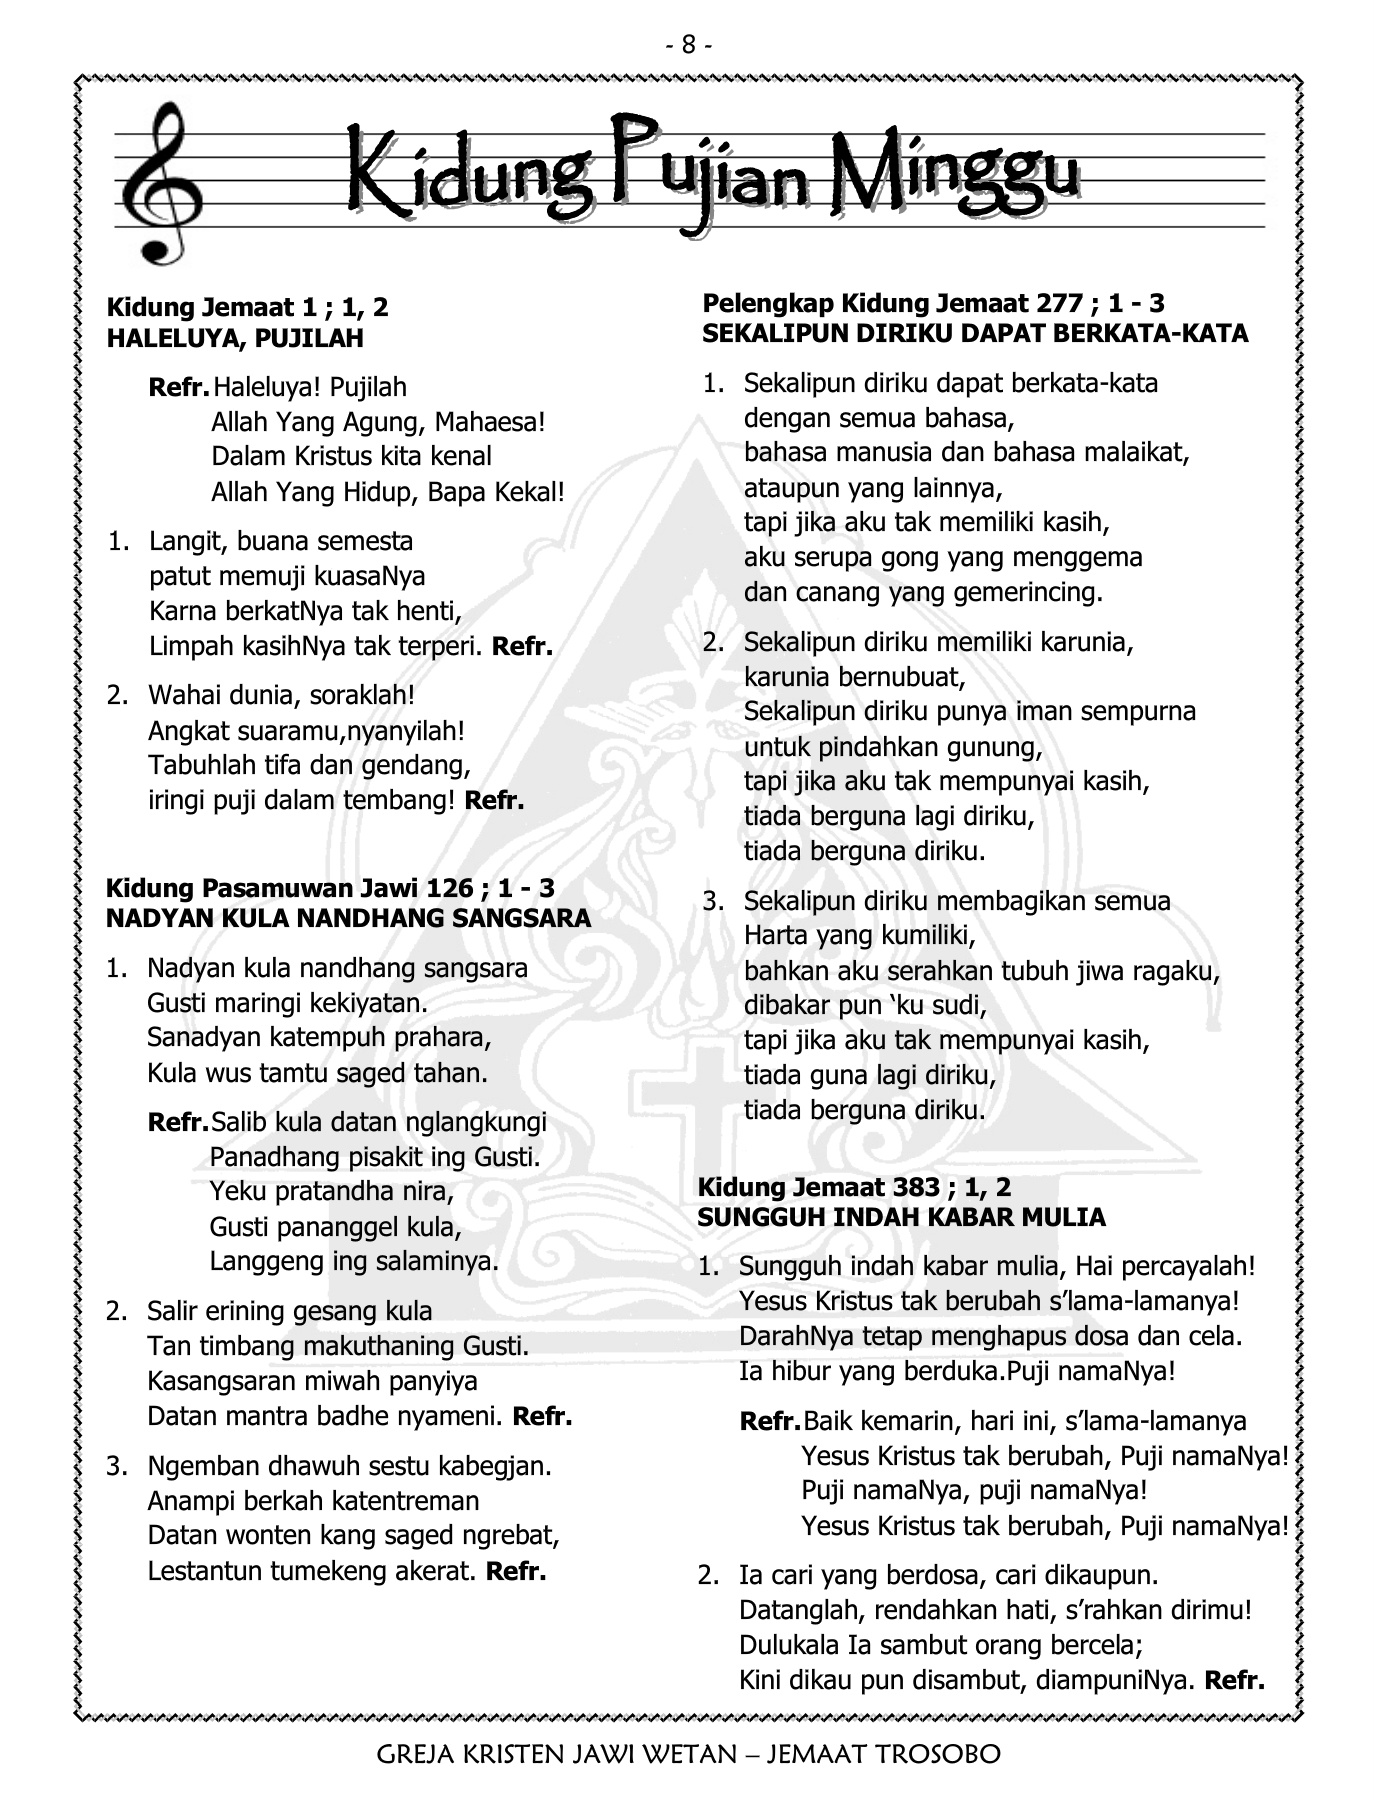 - 8 -
Kidung Pujian Minggu
Kidung Jemaat 1 ; 1, 2
HALELUYA, PUJILAH
Refr. Haleluya! Pujilah
Allah Yang Agung, Mahaesa!
Dalam Kristus kita kenal
Allah Yang Hidup, Bapa Kekal!
1. Langit, buana semesta
patut memuji kuasaNya
Karna berkatNya tak henti,
Limpah kasihNya tak terperi. Refr.
2. Wahai dunia, soraklah!
Angkat suaramu,nyanyilah!
Tabuhlah tifa dan gendang,
iringi puji dalam tembang! Refr.
Kidung Pasamuwan Jawi 126 ; 1 - 3
NADYAN KULA NANDHANG SANGSARA
1. Nadyan kula nandhang sangsara
Gusti maringi kekiyatan.
Sanadyan katempuh prahara,
Kula wus tamtu saged tahan.
Refr. Salib kula datan nglangkungi
Panadhang pisakit ing Gusti.
Yeku pratandha nira,
Gusti pananggel kula,
Langgeng ing salaminya.
2. Salir erining gesang kula
Tan timbang makuthaning Gusti.
Kasangsaran miwah panyiya
Datan mantra badhe nyameni. Refr.
3. Ngemban dhawuh sestu kabegjan.
Anampi berkah katentreman
Datan wonten kang saged ngrebat,
Lestantun tumekeng akerat. Refr.
Pelengkap Kidung Jemaat 277 ; 1 - 3
SEKALIPUN DIRIKU DAPAT BERKATA-KATA
1. Sekalipun diriku dapat berkata-kata
dengan semua bahasa,
bahasa manusia dan bahasa malaikat,
ataupun yang lainnya,
tapi jika aku tak memiliki kasih,
aku serupa gong yang menggema
dan canang yang gemerincing.
2. Sekalipun diriku memiliki karunia,
karunia bernubuat,
Sekalipun diriku punya iman sempurna
untuk pindahkan gunung,
tapi jika aku tak mempunyai kasih,
tiada berguna lagi diriku,
tiada berguna diriku.
3. Sekalipun diriku membagikan semua
Harta yang kumiliki,
bahkan aku serahkan tubuh jiwa ragaku,
dibakar pun ‘ku sudi,
tapi jika aku tak mempunyai kasih,
tiada guna lagi diriku,
tiada berguna diriku.
Kidung Jemaat 383 ; 1, 2
SUNGGUH INDAH KABAR MULIA
1. Sungguh indah kabar mulia, Hai percayalah!
Yesus Kristus tak berubah s’lama-lamanya!
DarahNya tetap menghapus dosa dan cela.
Ia hibur yang berduka.Puji namaNya!
Refr. Baik kemarin, hari ini, s’lama-lamanya
Yesus Kristus tak berubah, Puji namaNya!
Puji namaNya, puji namaNya!
Yesus Kristus tak berubah, Puji namaNya!
2. Ia cari yang berdosa, cari dikaupun.
Datanglah, rendahkan hati, s’rahkan dirimu!
Dulukala Ia sambut orang bercela;
Kini dikau pun disambut, diampuniNya. Refr.
GREJA KRISTEN JAWI WETAN – JEMAAT TROSOBO